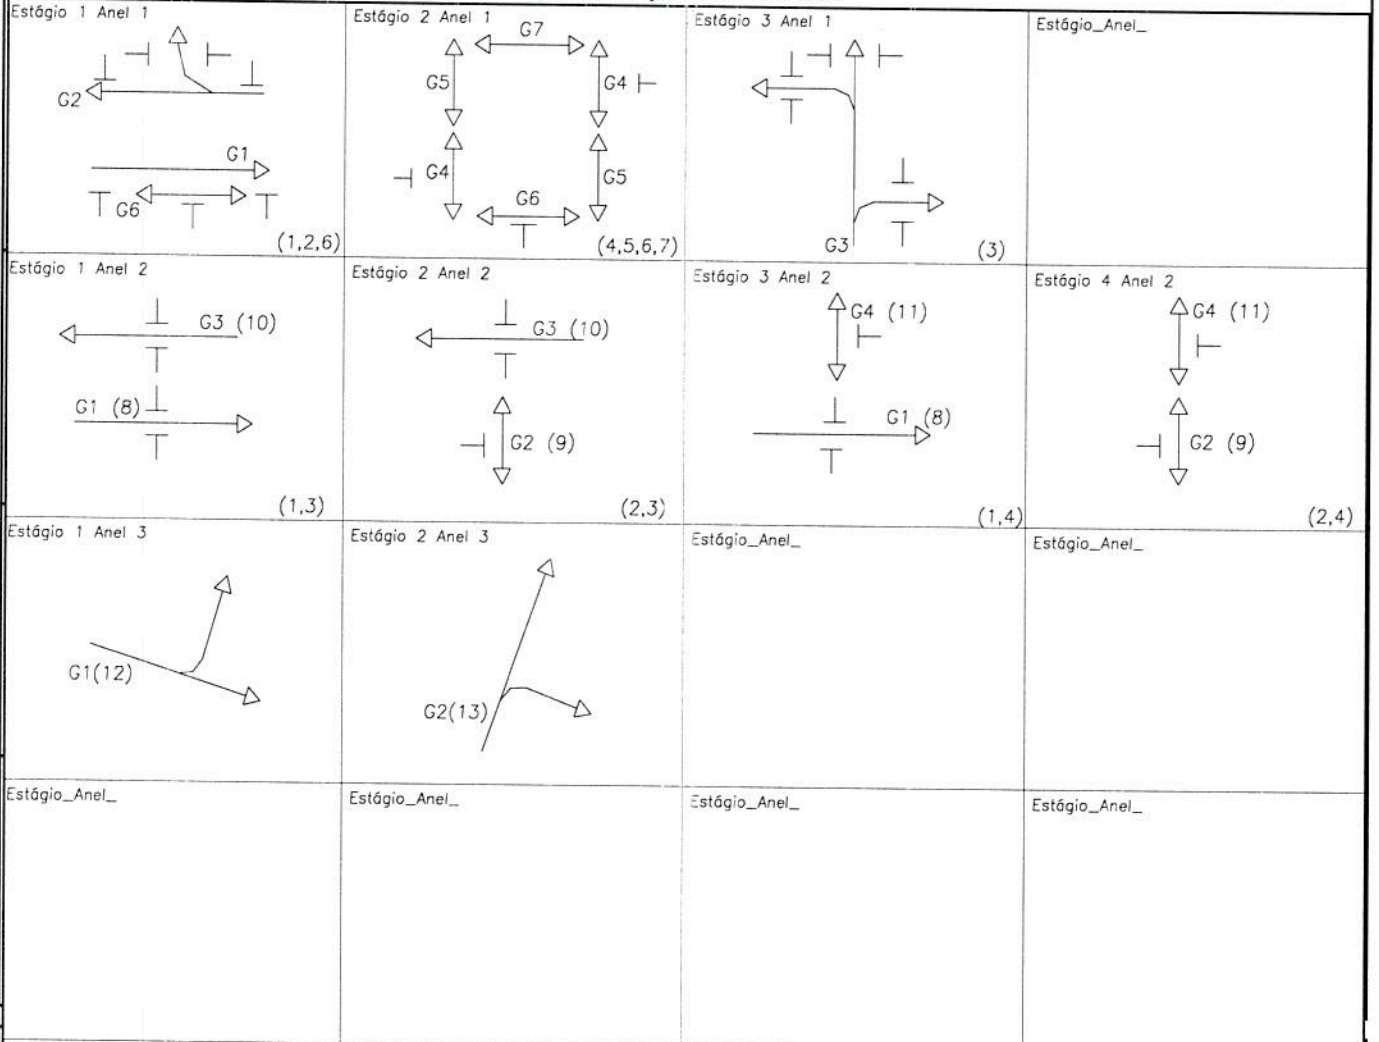 Estágio 1 Anel 1
G2
G1
G6
(1,2,6)
Estágio 2 Anel 1
G7
G5
G4
G4
G5
G6
(4,5,6,7)
Estágio 3 Anel 1
G3
(3)
Estágio_Anel_
Estágio 1 Anel 2
G3 (10)
G1 (8)
(1,3)
Estágio 2 Anel 2
G3 (10)
G2 (9)
(2,3)
Estágio 3 Anel 2
G4 (11)
G1 (8)
(1,4)
Estágio 4 Anel 2
G4 (11)
G2 (9)
(2,4)
Estágio 1 Anel 3
G1(12)
Estágio 2 Anel 3
G2(13)
Estágio_Anel_
Estágio_Anel_
Estágio_Anel_
Estágio_Anel_
Estágio_Anel_
Estágio_Anel_